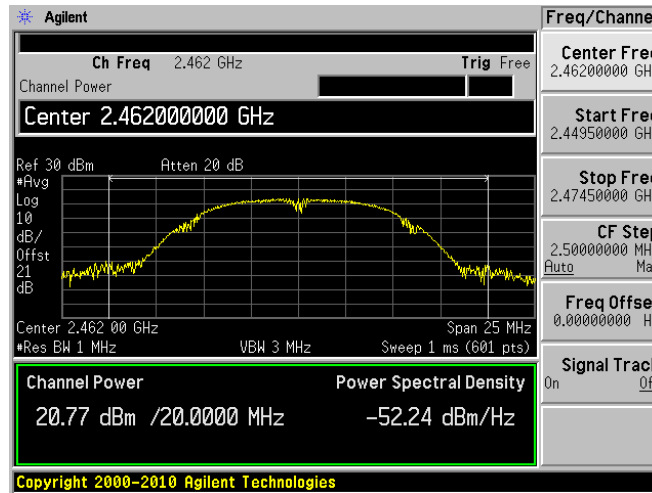 Agilent
Freq/Channe
Ch Freq 2.462 GHz Trig Free
Channel Power
Center 2.462000000 GHz
Ref 30 dBm Atten 20 dB
#Avg
Log
10
dB/
Offst
21
dB
Center 2.462 00 GHz Span 25 MHz
#Res BW 1 MHz VBW 3 MHz Sweep 1 ms (601 pts)
Channel Power Power Spectral Density
20.77 dBm /20.0000 MHz -52.24 dBm/Hz
Copyright 2000-2010 Agilent Technologies
Center Fre
2.46200000 GH
Start Fre
2.44950000 GH
Stop Fre
2.47450000 GH
CF Ste
2.50000000 MH
Auto Ma
Freq Offse
0.00000000 H
Signal Trac
On Of